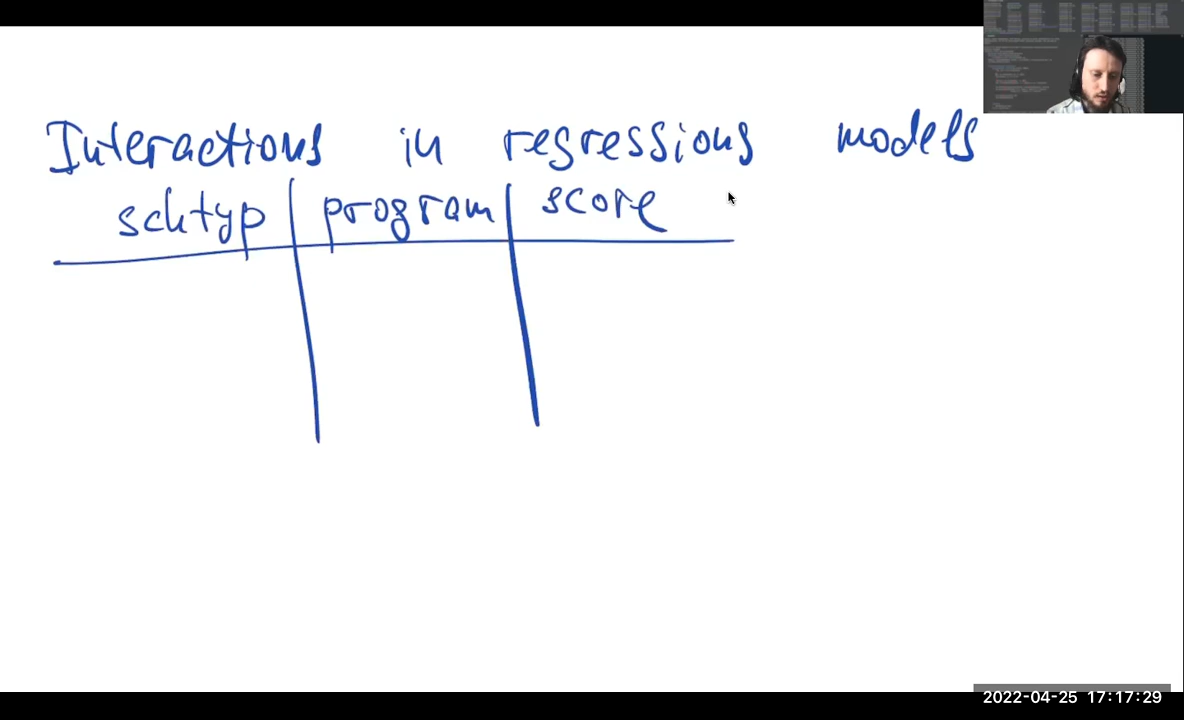 Interactions in regressions models
schtyp program score
2022-04-25 17:17:29